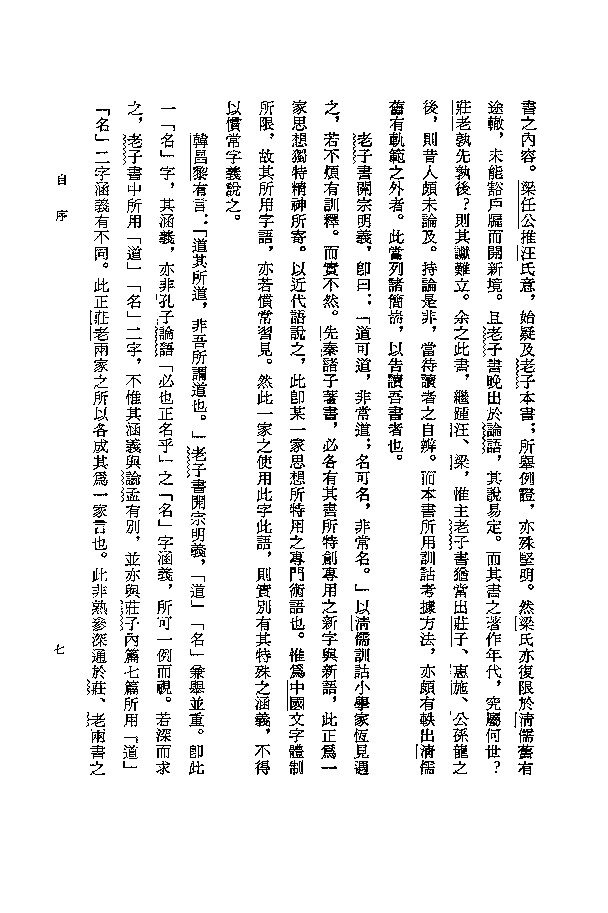 書之內容。梁任公推汪氏意，始疑及老子本書；所舉例證，亦殊堅明。然梁氏亦復限於清儒舊有
途轍，未能豁戶牖而開新境。且老子書晚出於論語，其說易定。而其書之著作年代，究屬何世？
莊老孰先孰後？則其讞難立。余之此書，繼踵汪、梁，惟主老子書猶當出莊子、惠施、公孫龍之
後，則昔人頗未論及。持論是非，當待讀者之自辨。而本書所用訓詁考據方法，亦頗有軼出清儒
舊有軌範之外者。此當列諸簡耑，以告讀吾書者也。
老子書開宗明義，卽曰：「道可道，非常道；名可名，非常名。」以清儒訓詁小學家恆見遇
之，若不煩有訓釋。而實不然。先秦諸子著書，必各有其書所特創專用之新字與新語，此正爲一
家思想獨特精神所寄。以近代語說之，此卽某一家思想所特用之專門術語也。惟爲中國文字體制
所限，故其所用字語，亦若慣常習見。然此一家之使用此字此語，則實別有其特殊之涵義，不得
以慣常字義說之。
韓昌黎有言：「道其所道，非吾所謂道也。」老子書開宗明義，「道」「名」兼舉並重。卽此
一「名」字，其涵義，亦非孔子論語「必也正名乎」之「名」字涵義，所可一例而視。若深而求
之，老子書中所用「道」「名」二字，不惟其涵義與論孟有別，並亦與莊子內篇七篇所用「道」
「名」二字涵義有不同。此正莊老兩家之所以各成其爲一家言也。此非熟參深通於莊、老兩書之
自序
七